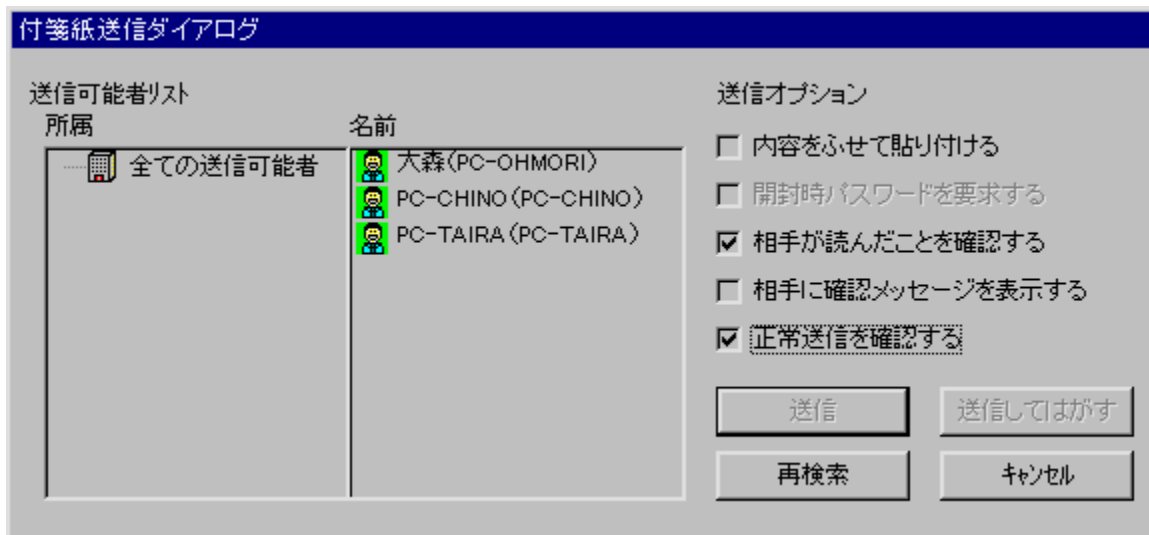 付箋紙送信ダイアログ
送信可能者リスト
所属
名前
全ての送信可能者
大森(PC-OHMORI)
PC-CHINO(PC-CHINO)
PC-TAIRA(PC-TAIRA)
送信オプション
内容をふせて貼り付ける
開封時パスワードを要求する
相手が読んだことを確認する
相手に確認メッセージを表示する
正常送信を確認する
送信
送信してはがす
再検索
キャンセル